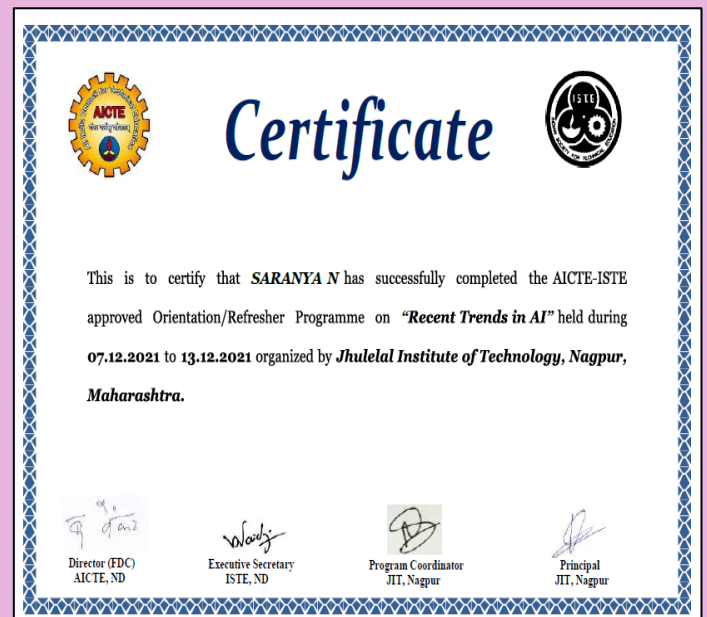 AICTE
ISTE
Certificate
This is to certify that SARANYA N has successfully completed the AICTE-ISTE
approved Orientation/Refresher Programme on “Recent Trends in AI” held during
07.12.2021 to 13.12.2021 organized by Jhulelal Institute of Technology, Nagpur,
Maharashtra.
Director (FDC)
AICTE, ND
Executive Secretary
ISTE, ND
Program Coordinator
JIT, Nagpur
Principal
JIT, Nagpur